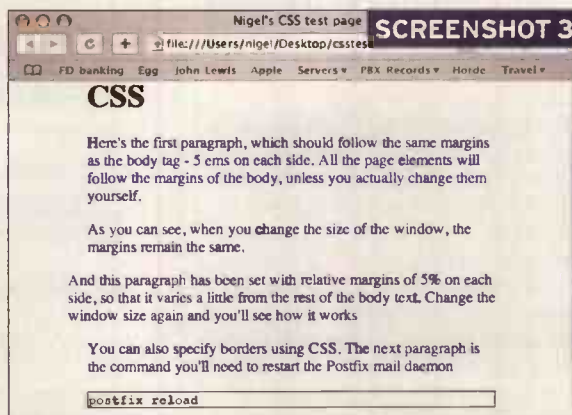 Nigel's CSS test page
SCREENSHOT 3
file:///Users/nigel/Desktop/csstest
FD banking Egg John Lewis Apple Servers PBX Records Horde Travel
CSS
Here's the first paragraph, which should follow the same margins
as the body tag - 5 ems on each side. All the page elements will
follow the margins of the body, unless you actually change them
yourself.
As you can see, when you change the size of the window, the
margins remain the same.
And this paragraph has been set with relative margins of 5% on each
side, so that it varies a little from the rest of the body text. Change the
window size again and you'll see how it works
You can also specify borders using CSS. The next paragraph is
the command you'll need to restart the Postfix mail daemon
postfix reload